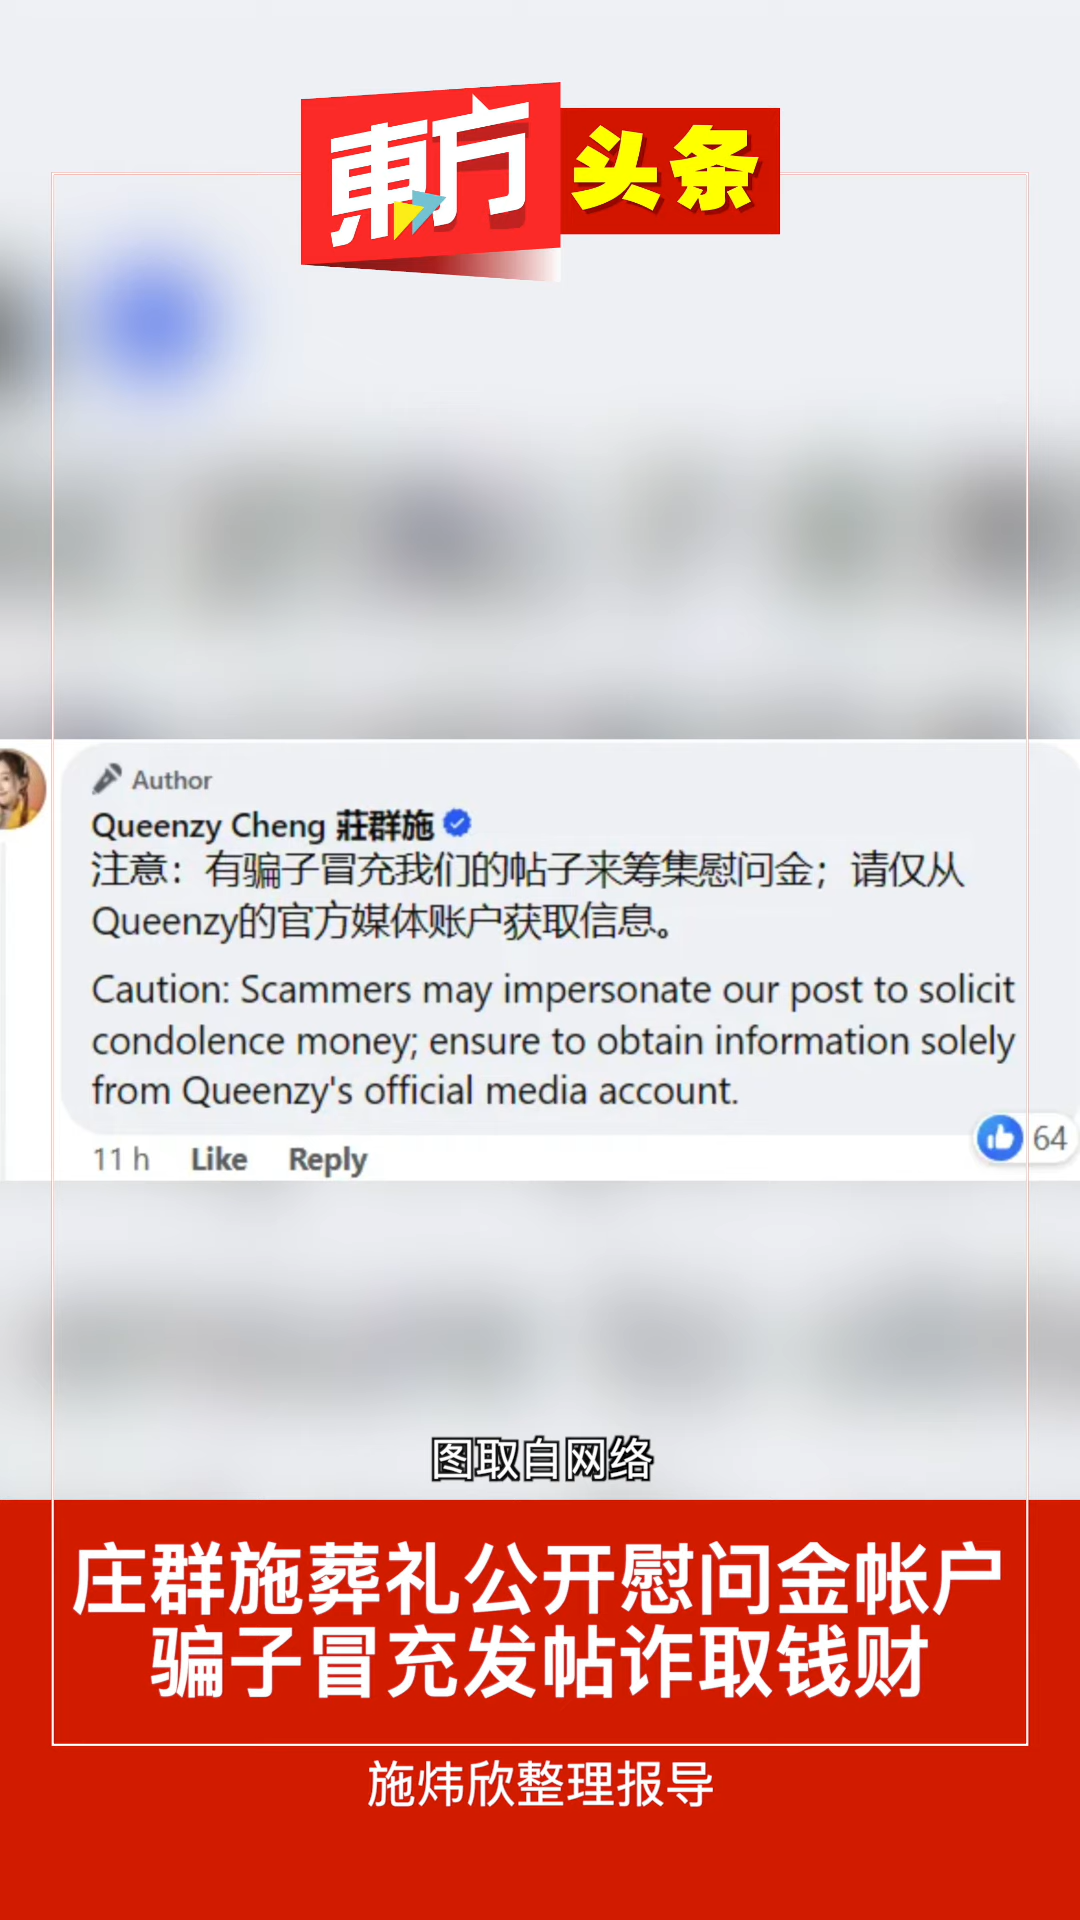 東方头条
Author
Queenzy Cheng 莊群施
注意：有骗子冒充我们的帖子来筹集慰问金；请仅从
Queenzy的官方媒体账户获取信息。
Caution: Scammers may impersonate our post to solicit
condolence money; ensure to obtain information solely
from Queenzy's official media account.
64
11 h Like Reply
图取自网络
庄群施葬礼公开慰问金帐户
骗子冒充发帖诈取钱财
施炜欣整理报导